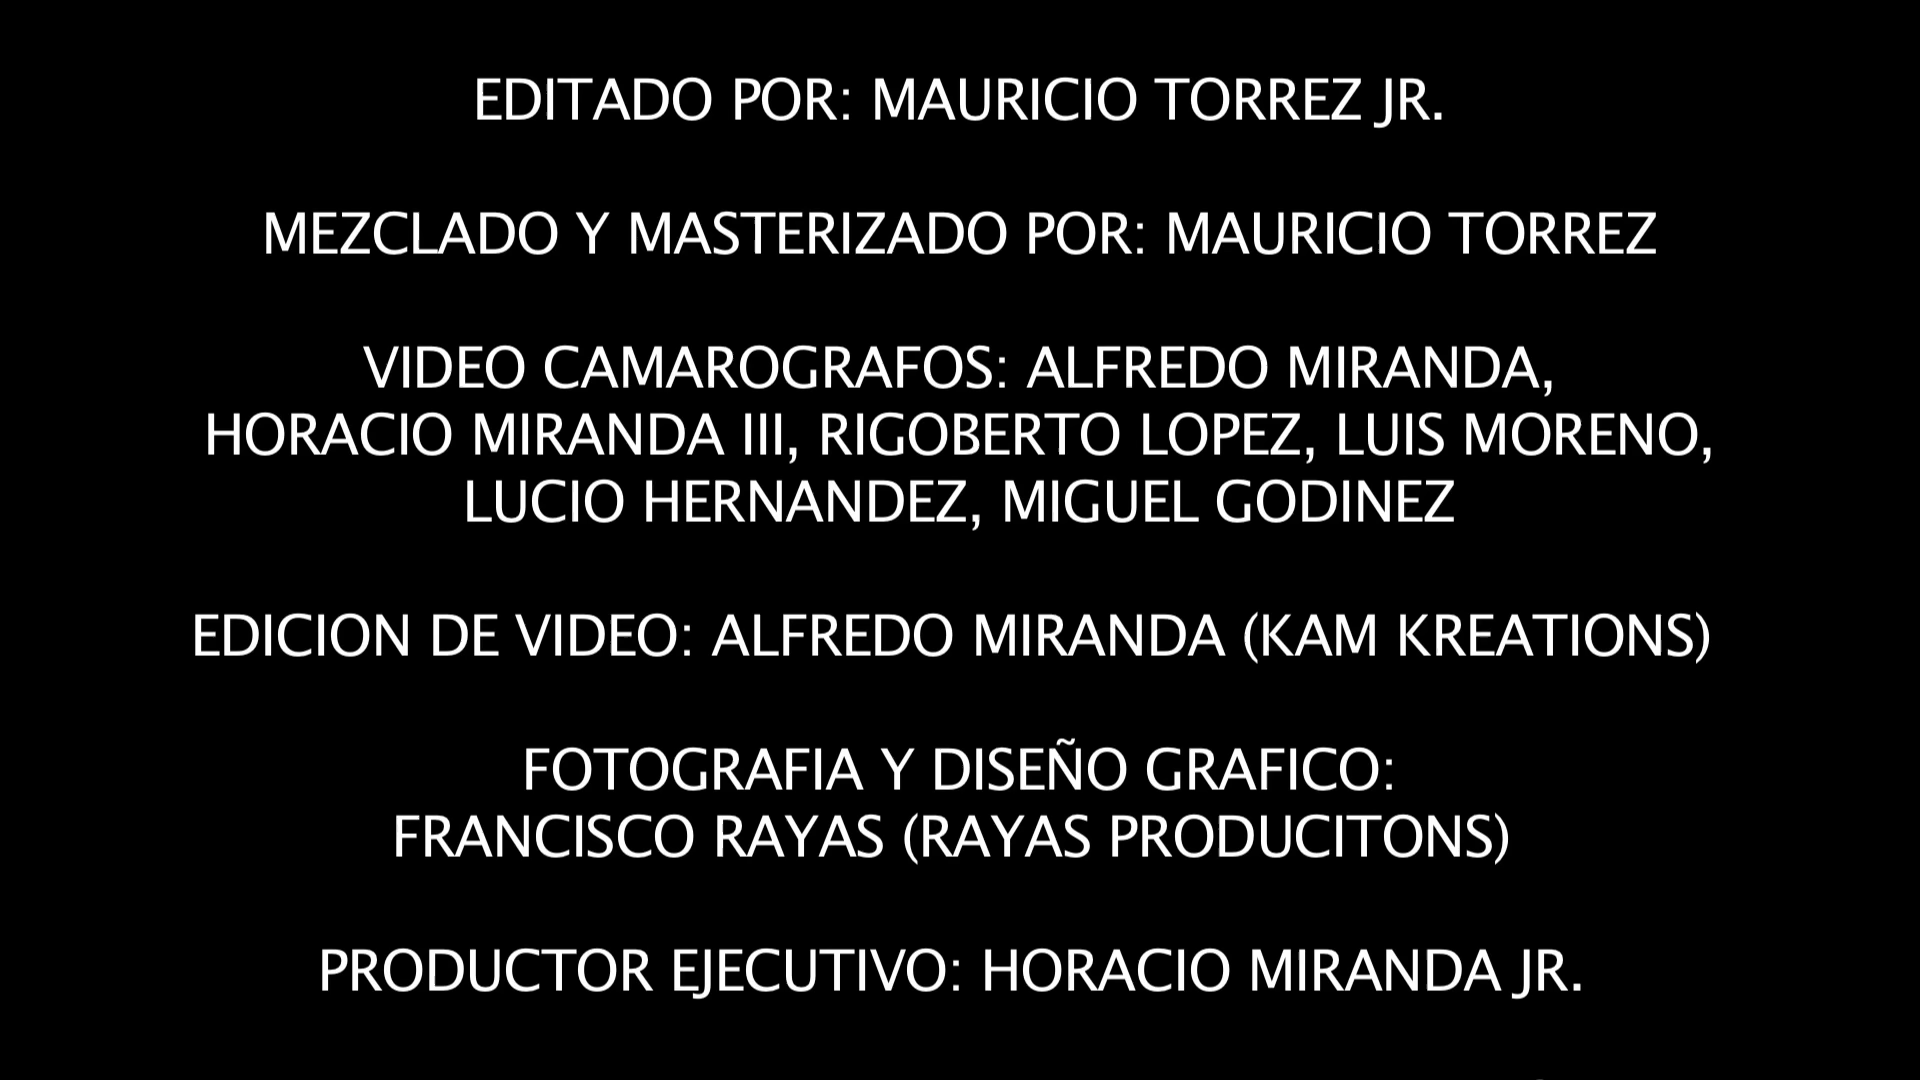 EDITADO POR: MAURICIO TORREZ JR.
MEZCLADO Y MASTERIZADO POR: MAURICIO TORREZ
VIDEO CAMAROGRAFOS: ALFREDO MIRANDA,
HORACIO MIRANDA III, RIGOBERTO LOPEZ, LUIS MORENO,
LUCIO HERNANDEZ, MIGUEL GODINEZ
EDICION DE VIDEO: ALFREDO MIRANDA (KAM KREATIONS)
FOTOGRAFIA Y DISEÑO GRAFICO:
FRANCISCO RAYAS (RAYAS PRODUCITONS)
PRODUCTOR EJECUTIVO: HORACIO MIRANDA JR.